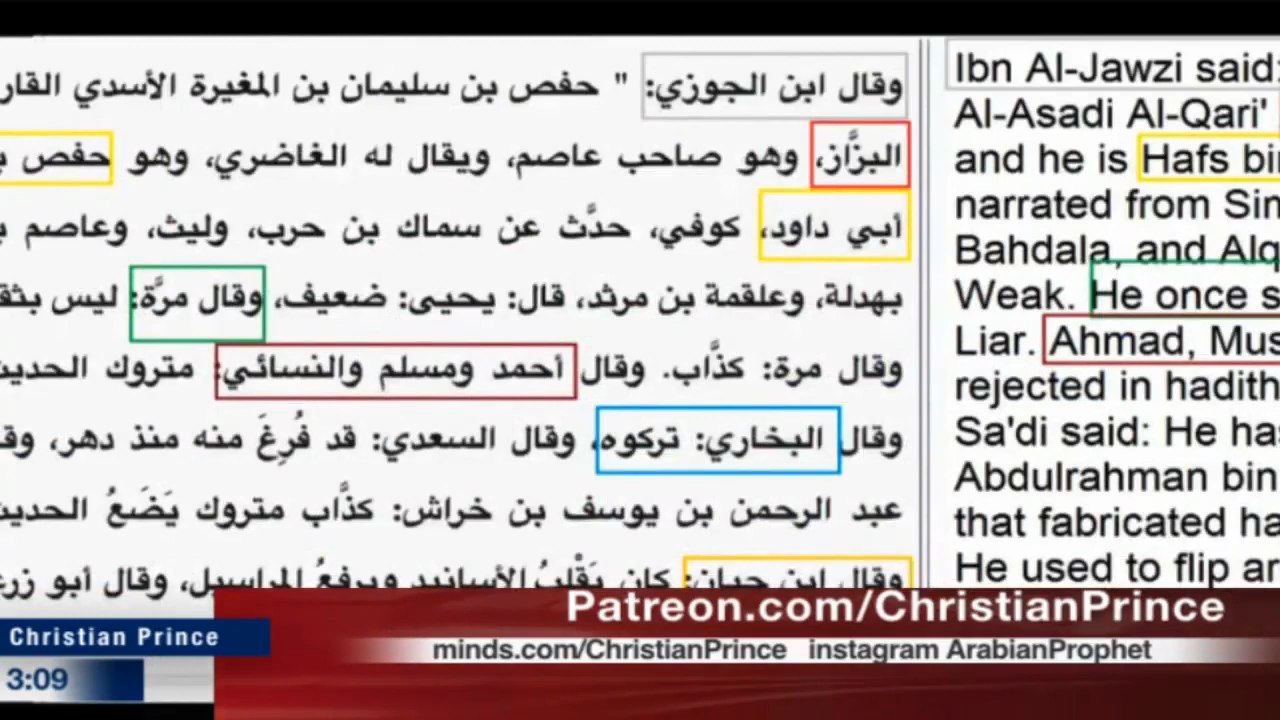 وقال ابن الجوزي: " حفص بن سليمان بن المغيرة الأسدي القار
البزَّاز، وهو صاحب عاصم، ويقال له الغاضري، وهو حفص ب
أبي داود، كوفي، حدَّث عن سماك بن حرب، وليث، وعاصم ب
بهدلة، وعلقمة بن مرثد، قال: يحيى: ضعيف، وقال مرَّة: ليس بثق
وقال مرة: كذَّاب. وقال أحمد ومسلم والنسائي: متروك الحديث
وقال البخاري: تركوه، وقال السعدي: قد فُرِغَ منه منذ دهر، وق
عبد الرحمن بن يوسف بن خراش: كذَّاب متروك يَضَعُ الحديث
وقال ابن حبان: كان يَقْلِبُ الأسانيد ويرفعُ المراسيل، وقال أبو زرع
Ibn Al-Jawzi said:
Al-Asadi Al-Qari'
and he is Hafs bin
narrated from Sim
Bahdala, and Alq
Weak. He once s
Liar. Ahmad, Mus
rejected in hadith
Sa'di said: He has
Abdulrahman bin
that fabricated ha
He used to flip an
Patreon.com/ChristianPrince
Christian Prince
minds.com/ChristianPrince instagram ArabianProphet
3:09